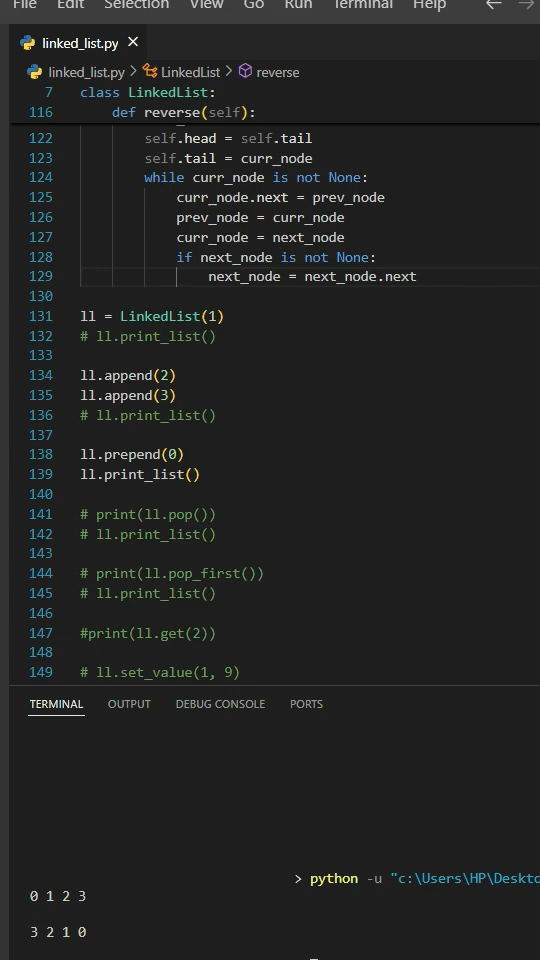 File Edit Selection View Go Run Terminal Help
linked_list.py
linked_list.py > LinkedList > reverse
7 class LinkedList:
116 def reverse(self):
122 self.head = self.tail
123 self.tail = curr_node
124 while curr_node is not None:
125 curr_node.next = prev_node
126 prev_node = curr_node
127 curr_node = next_node
128 if next_node is not None:
129 next_node = next_node.next
130
131 ll = LinkedList(1)
132 # ll.print_list()
133
134 ll.append(2)
135 ll.append(3)
136 # ll.print_list()
137
138 ll.prepend(0)
139 ll.print_list()
140
141 # print(ll.pop())
142 # ll.print_list()
143
144 # print(ll.pop_first())
145 # ll.print_list()
146
147 #print(ll.get(2))
148
149 # ll.set_value(1, 9)
TERMINAL OUTPUT DEBUG CONSOLE PORTS
> python -u "c:\Users\HP\Deskto
0 1 2 3
3 2 1 0